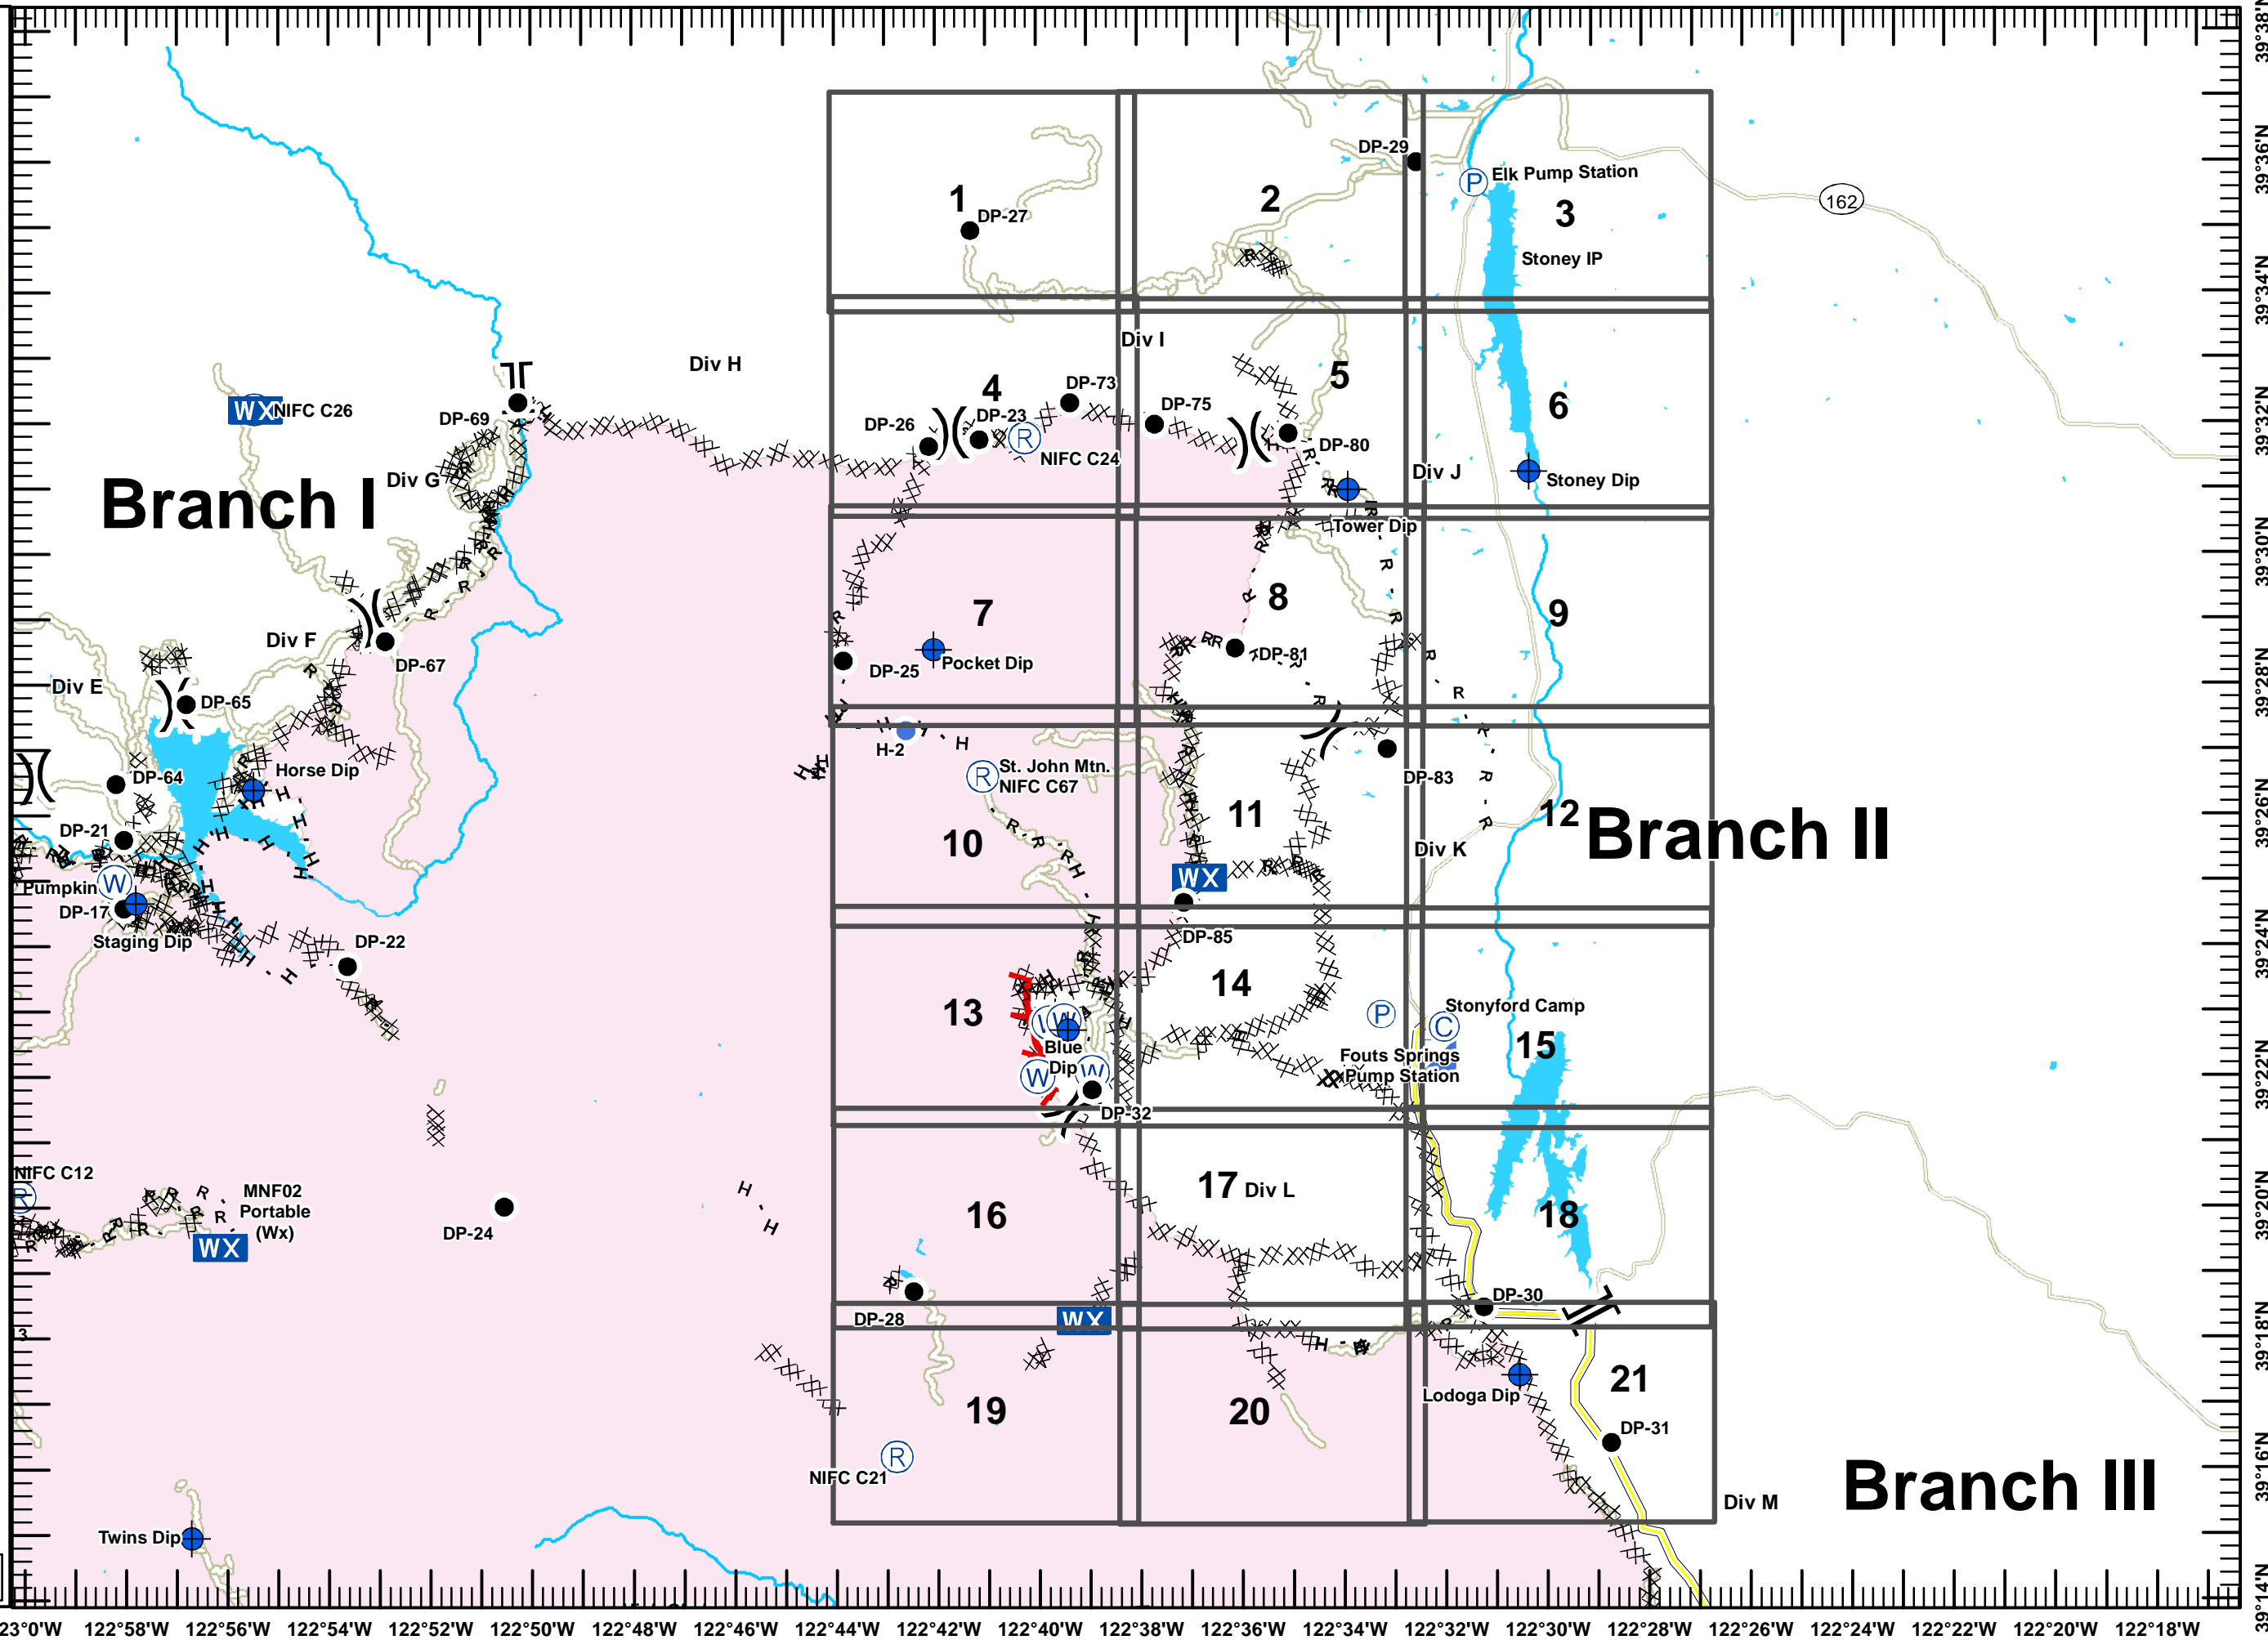 39°38'N
39°36'N
39°34'N
39°32'N
39°30'N
39°28'N
39°26'N
39°24'N
39°22'N
39°20'N
39°18'N
39°16'N
39°14'N
DP-29
P
Elk Pump Station
162
1
2
3
DP-27
R
Stoney IP
Div I
Div H
4
5
6
DP-73
DP-75
WX
NIFC C26
DP-69
DP-26
DP-23
R
NIFC C24
DP-80
Div J
Stoney Dip
Div G
Branch I
Tower Dip
7
8
9
Div F
DP-67
DP-25
Pocket Dip
DP-81
Div E
DP-65
H-2
DP-64
Horse Dip
R
St. John Mtn.
NIFC C67
DP-83
DP-21
10
11
12
Branch II
Div K
W
Pumpkin
DP-17
Staging Dip
DP-22
WX
DP-85
13
14
15
P
C
Stonyford Camp
W
Blue
Dip
W
W
Fouts Springs
Pump Station
DP-32
NIFC C12
R
MNF02
Portable
(Wx)
WX
DP-24
16
17
Div L
18
DP-28
WX
DP-30
19
20
21
Lodoga Dip
DP-31
R
NIFC C21
Branch III
Div M
Twins Dip
23°0'W
122°58'W
122°56'W
122°54'W
122°52'W
122°50'W
122°48'W
122°46'W
122°44'W
122°42'W
122°40'W
122°38'W
122°36'W
122°34'W
122°32'W
122°30'W
122°28'W
122°26'W
122°24'W
122°22'W
122°20'W
122°18'W